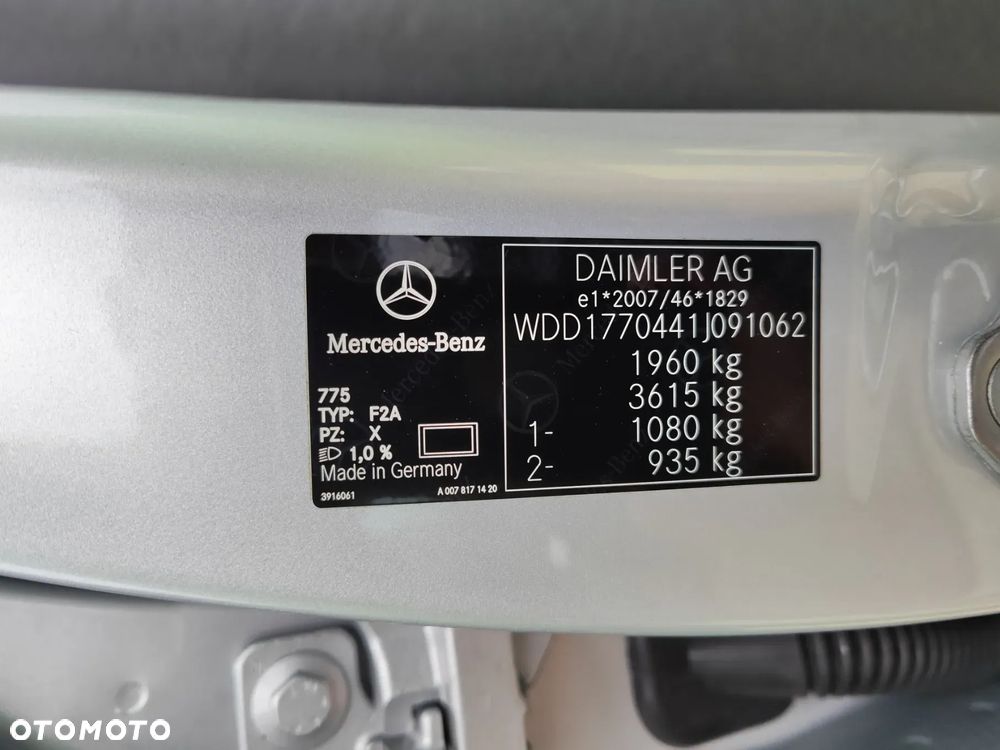 Mercedes-Benz
775
TYP: F2A
PZ: X
1,0 %
Made in Germany
3916061
A 007 817 14 20
DAIMLER AG
e1*2007/46*1829
WDD1770441J091062
1960 kg
3615 kg
1- 1080 kg
2- 935 kg
OTOMOTO